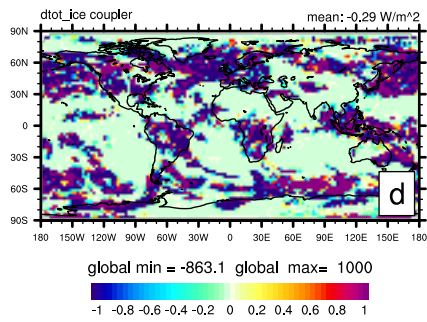 dtot_ice coupler mean: -0.29 W/m^2
90N
60N
30N
0
30S
60S
90S
d
180 150W 120W 90W 60W 30W 0 30E 60E 90E 120E 150E 180
global min = -863.1 global max= 1000
-1 -0.8 -0.6 -0.4 -0.2 0 0.2 0.4 0.6 0.8 1